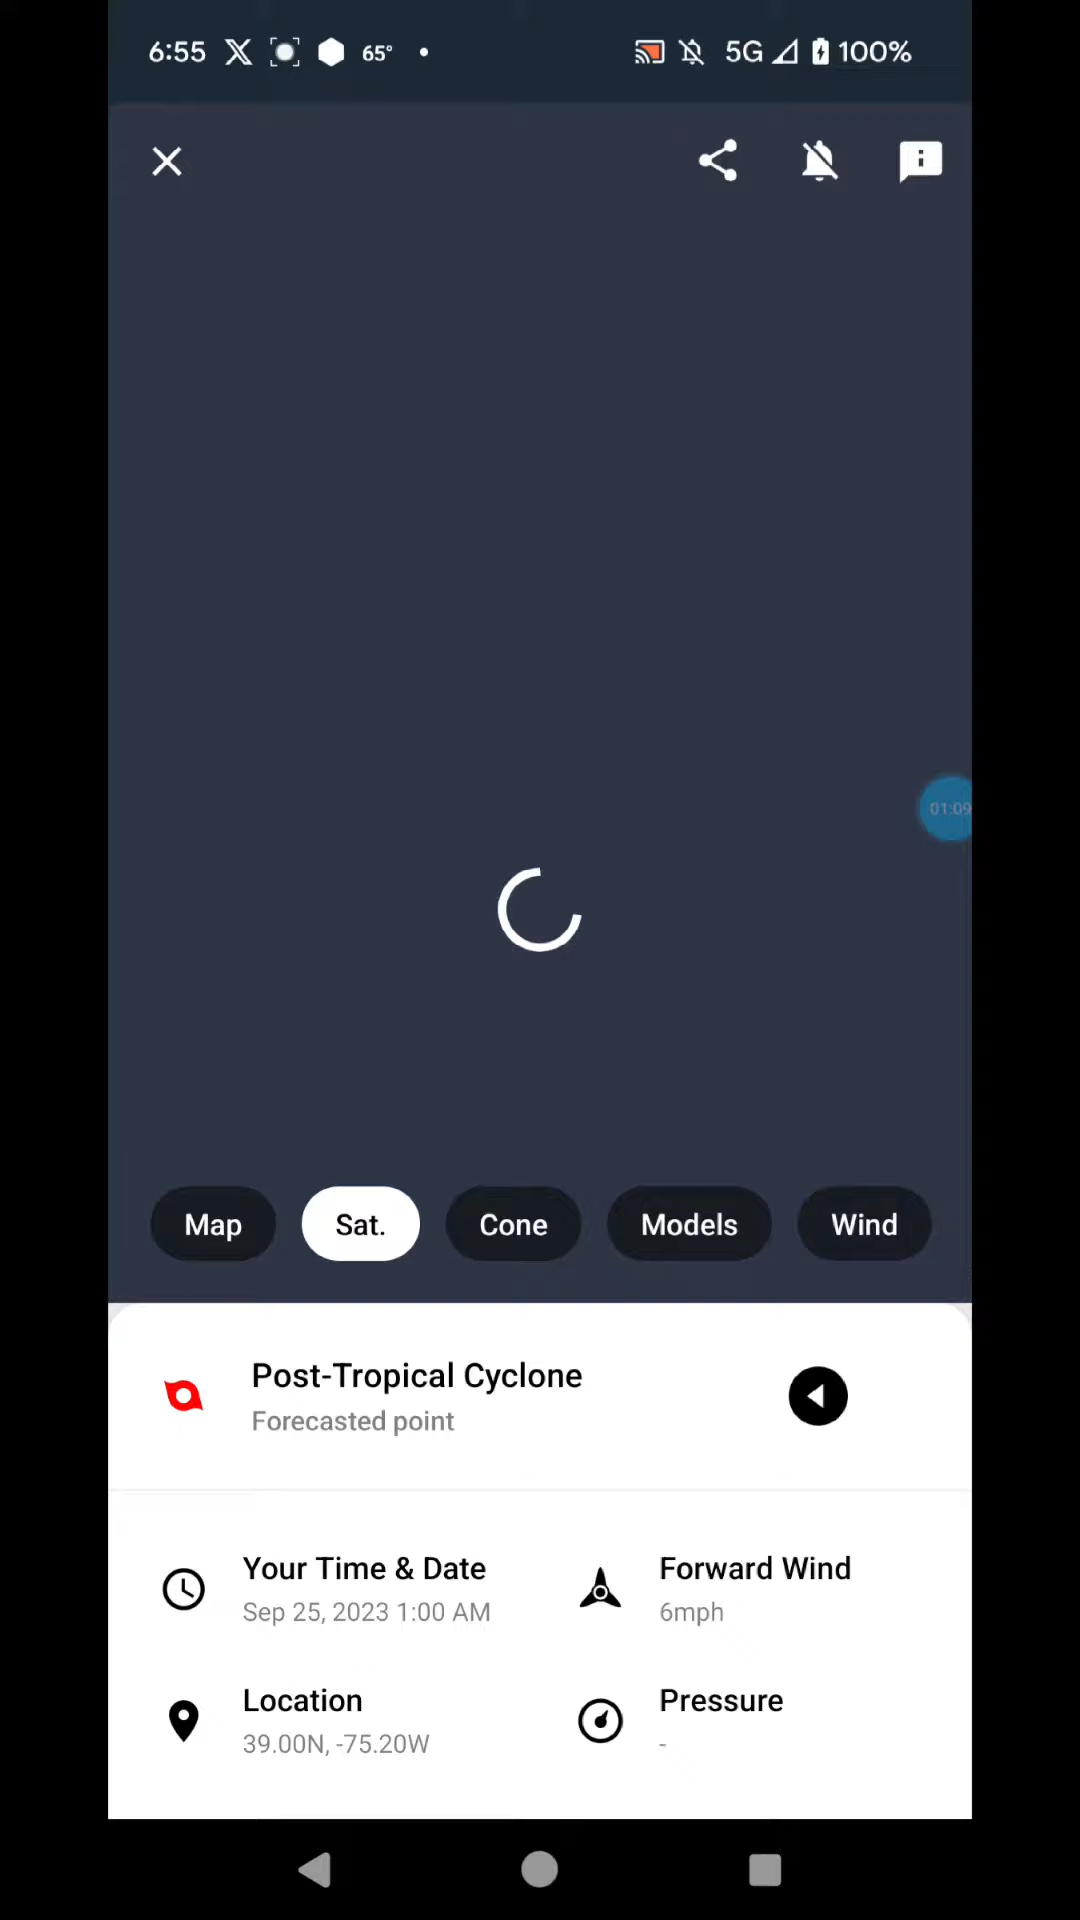 6:55 65° 5G 100%
01:09
Map Sat. Cone Models Wind
Post-Tropical Cyclone
Forecasted point
Your Time & Date Forward Wind
Sep 25, 2023 1:00 AM 6mph
Location Pressure
39.00N, -75.20W -